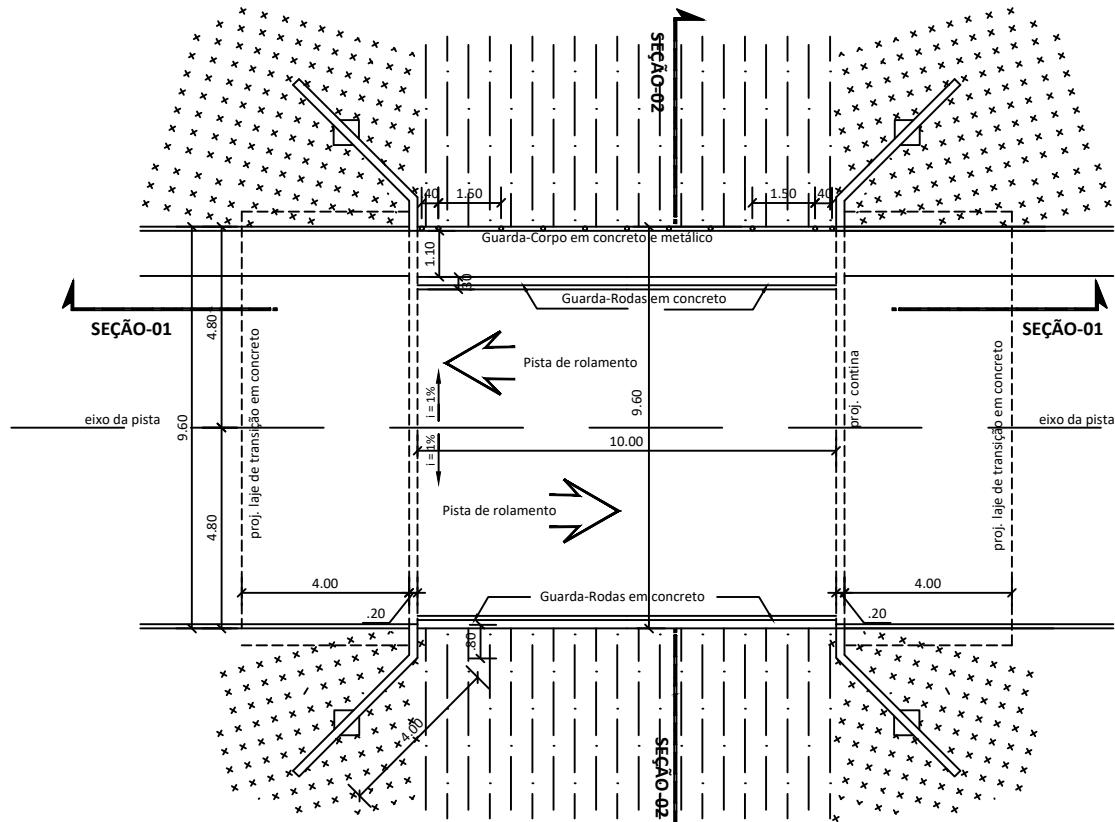 SEÇÃO-02
.40
1.50
1.50
.40
Guarda-Corpo em concreto e metálico
1.10
.30
Guarda-Rodas em concreto
SEÇÃO-01
SEÇÃO-01
4.80
proj. laje de transição em concreto
Pista de rolamento
i = 1%
9.60
proj. contina
proj. laje de transição em concreto
eixo da pista
9.60
eixo da pista
i = 1%
10.00
Pista de rolamento
4.80
4.00
4.00
Guarda-Rodas em concreto
.20
.20
.80
4.00
SEÇÃO-02